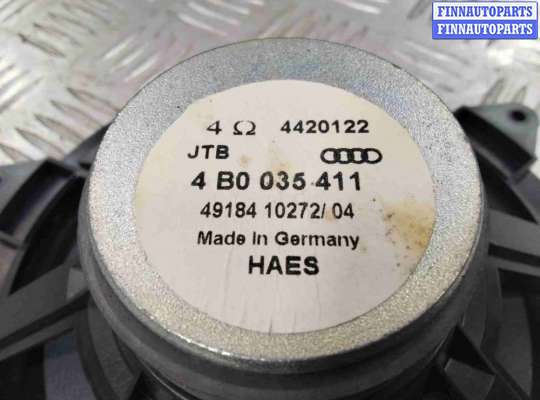 FINNAUTOPARTS
FINNAUTOPARTS
4 Ω 4420122
JTB
4 B0 035 411
49184 10272/ 04
Made in Germany
HAES